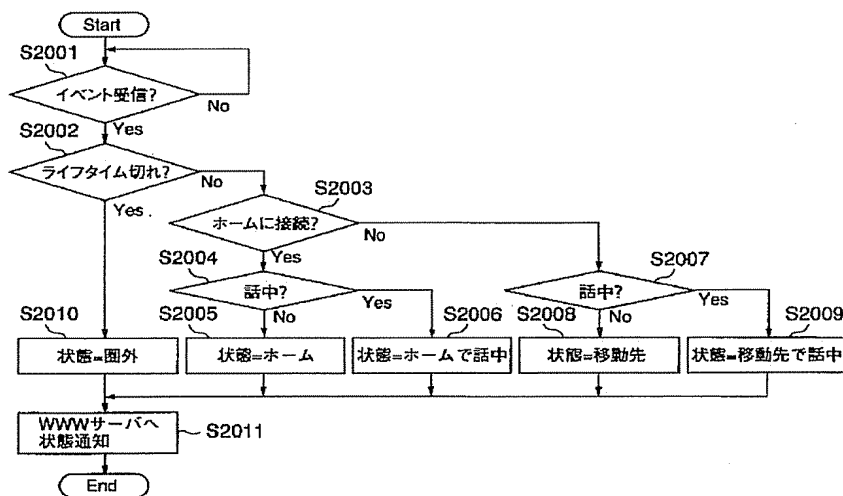 Start
S2001
イベント受信?
No
Yes
S2002
ライフタイム切れ?
No
Yes
S2003
ホームに接続?
No
Yes
S2004
話中?
Yes
No
S2007
話中?
Yes
No
S2010
状態=圏外
S2005
状態=ホーム
S2006
状態=ホームで話中
S2008
状態=移動先
S2009
状態=移動先で話中
WWWサーバへ
状態通知
S2011
End